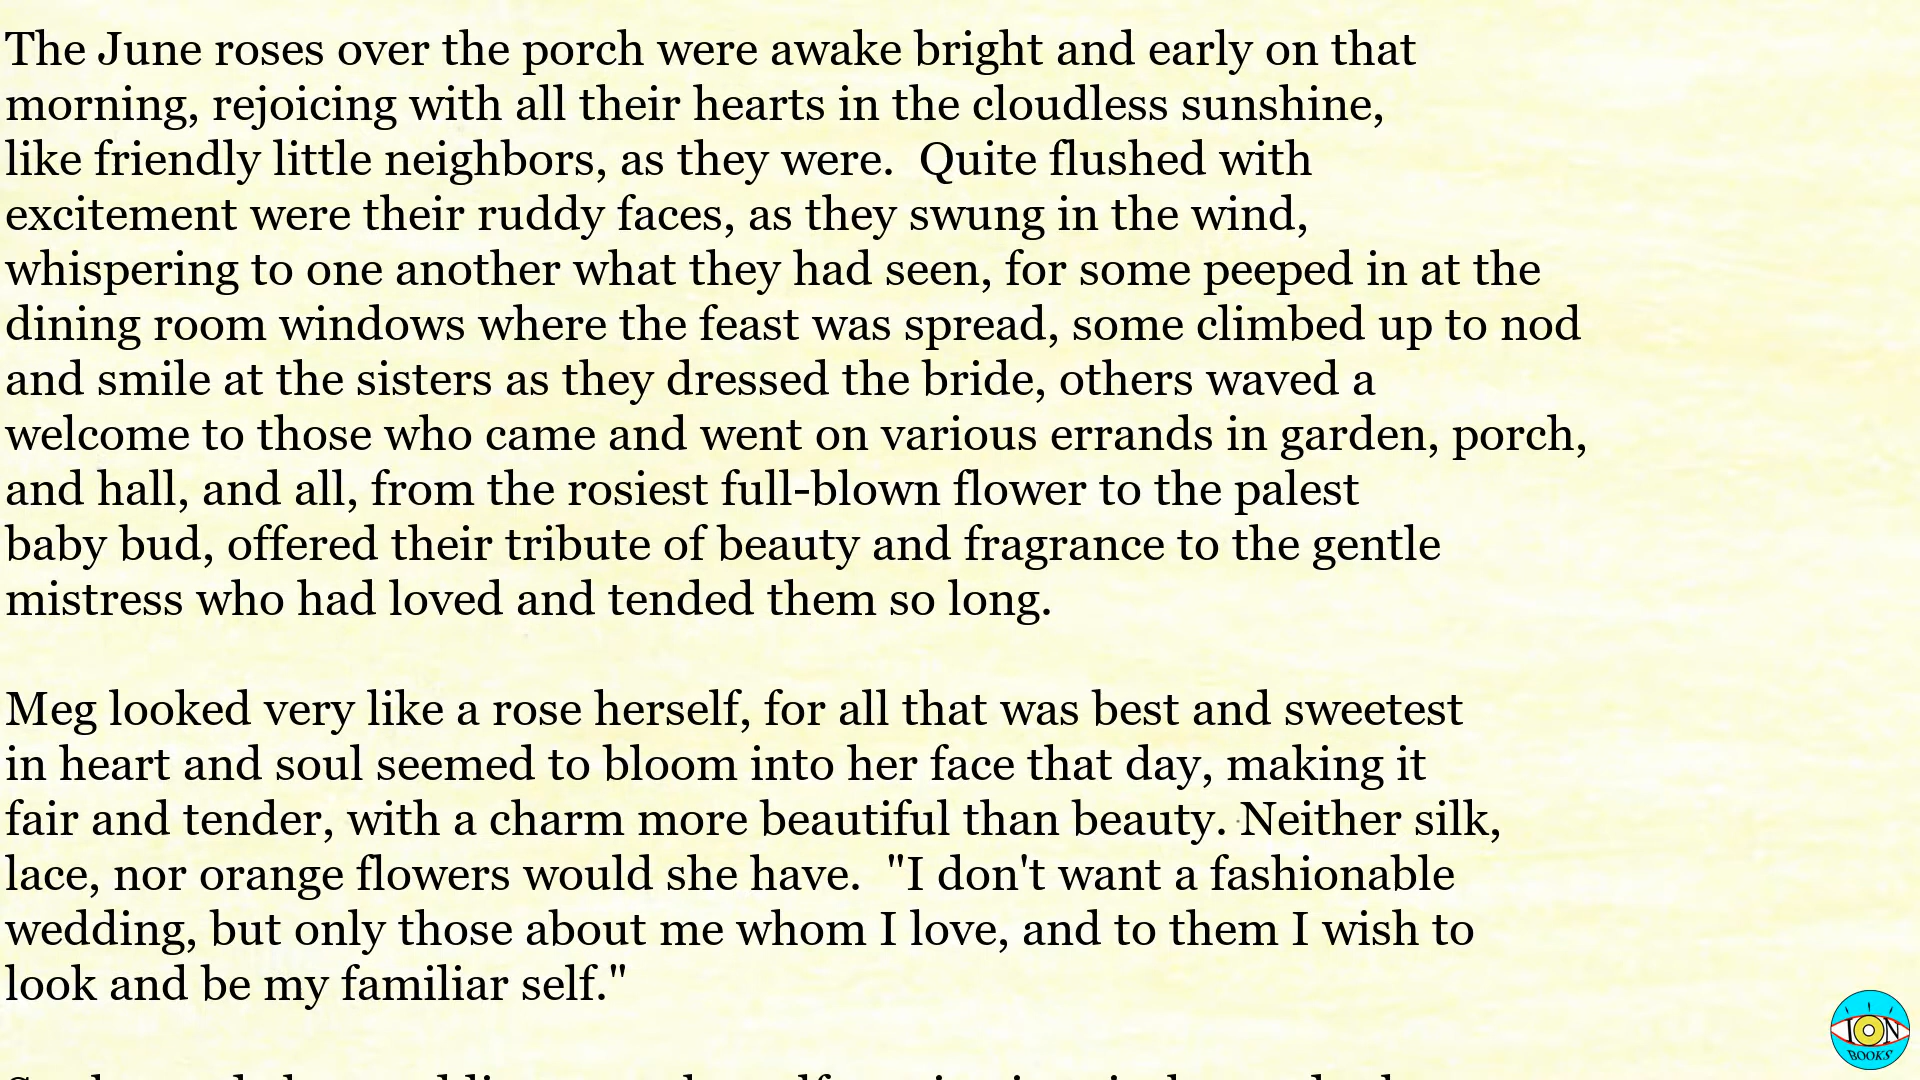 The June roses over the porch were awake bright and early on that
morning, rejoicing with all their hearts in the cloudless sunshine,
like friendly little neighbors, as they were.  Quite flushed with
excitement were their ruddy faces, as they swung in the wind,
whispering to one another what they had seen, for some peeped in at the
dining room windows where the feast was spread, some climbed up to nod
and smile at the sisters as they dressed the bride, others waved a
welcome to those who came and went on various errands in garden, porch,
and hall, and all, from the rosiest full-blown flower to the palest
baby bud, offered their tribute of beauty and fragrance to the gentle
mistress who had loved and tended them so long.

Meg looked very like a rose herself, for all that was best and sweetest
in heart and soul seemed to bloom into her face that day, making it
fair and tender, with a charm more beautiful than beauty. Neither silk,
lace, nor orange flowers would she have.  "I don't want a fashionable
wedding, but only those about me whom I love, and to them I wish to
look and be my familiar self."

ION
BOOKS